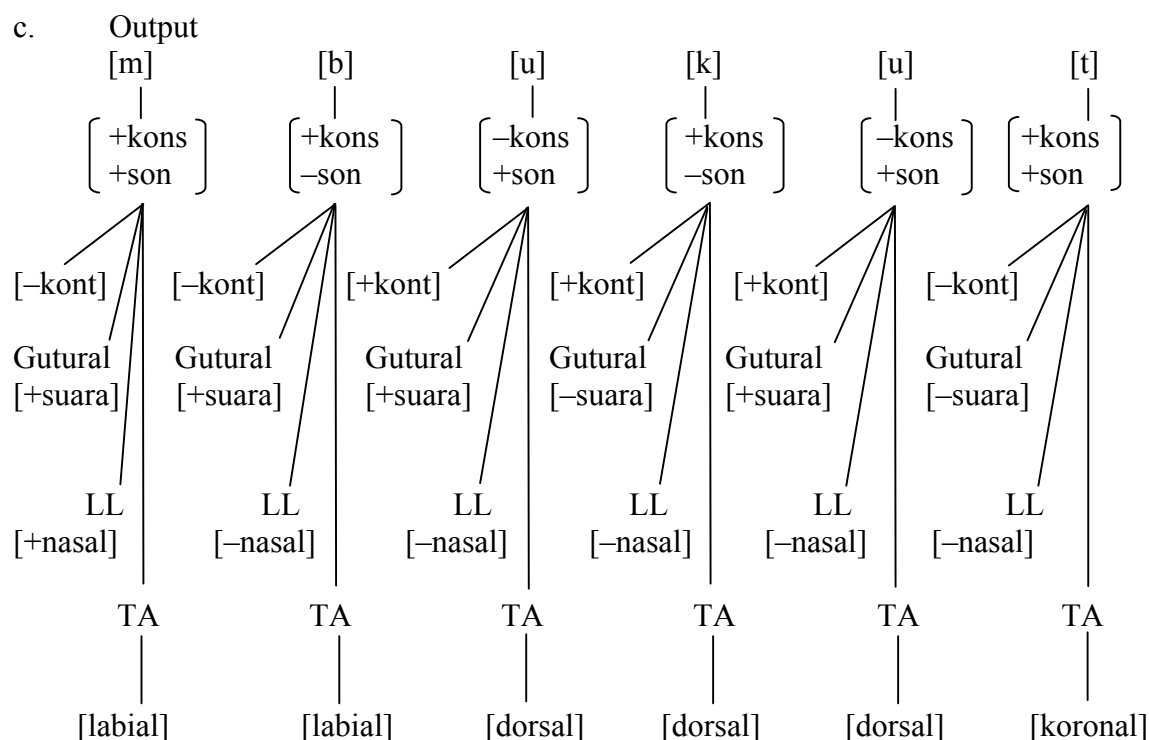 c. Output
[m] [b] [u] [k] [u] [t]
+kons +kons –kons +kons –kons +kons
+son –son +son –son +son +son
[–kont] [–kont] [+kont] [+kont] [+kont] [–kont]
Gutural Gutural Gutural Gutural Gutural Gutural
[+suara] [+suara] [+suara] [–suara] [+suara] [–suara]
LL LL LL LL LL LL
[+nasal] [–nasal] [–nasal] [–nasal] [–nasal] [–nasal]
TA TA TA TA TA TA
[labial] [labial] [dorsal] [dorsal] [dorsal] [koronal]